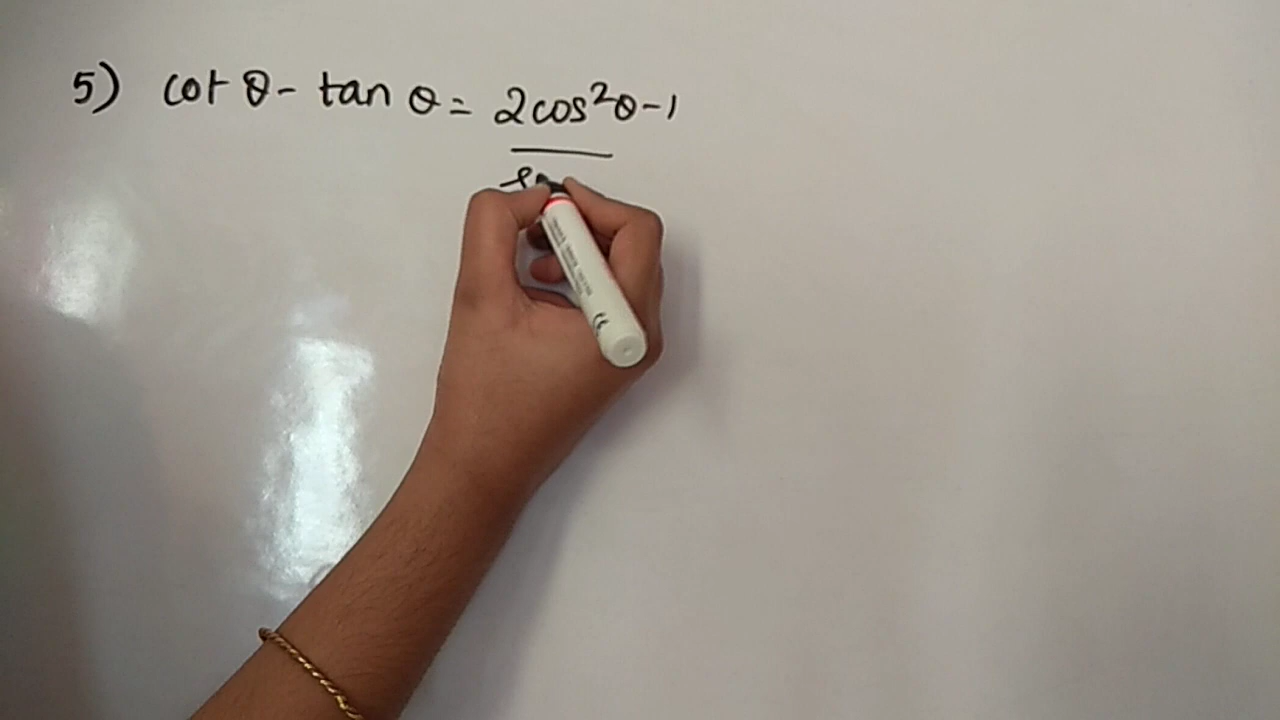 5) cot θ - tan θ = 2cos²θ-1